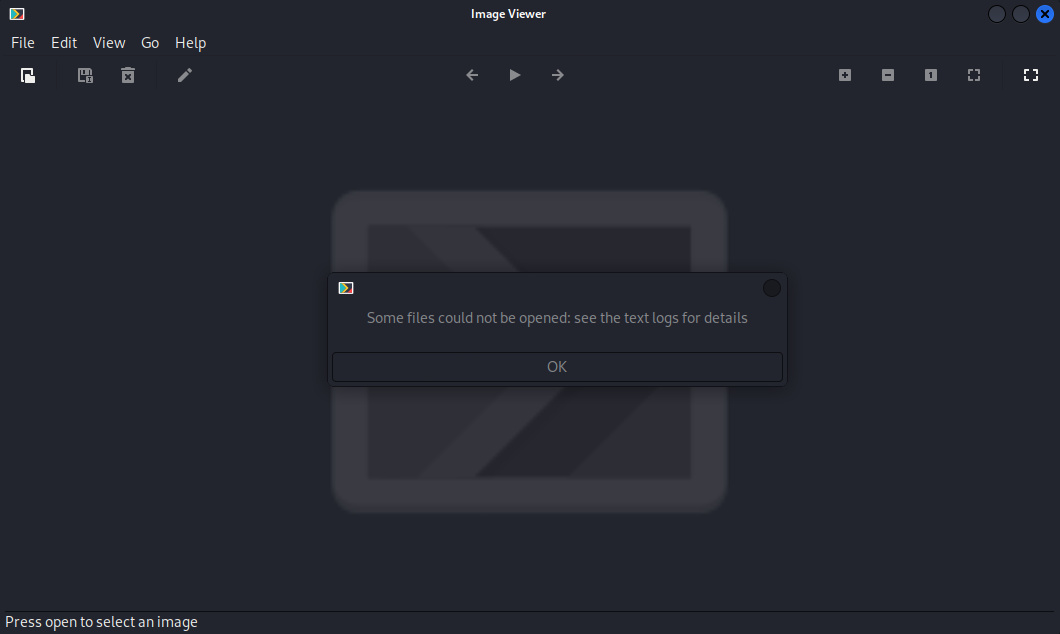 Image Viewer
File Edit View Go Help
1
Some files could not be opened: see the text logs for details
OK
Press open to select an image